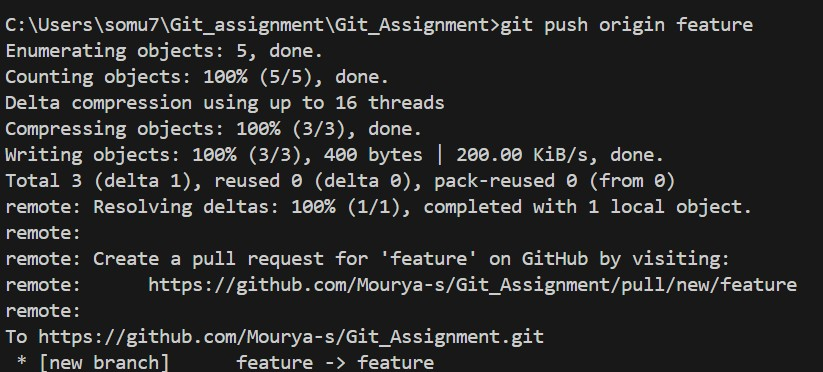 C:\Users\somu7\Git_assignment\Git_Assignment>git push origin feature
Enumerating objects: 5, done.
Counting objects: 100% (5/5), done.
Delta compression using up to 16 threads
Compressing objects: 100% (3/3), done.
Writing objects: 100% (3/3), 400 bytes | 200.00 KiB/s, done.
Total 3 (delta 1), reused 0 (delta 0), pack-reused 0 (from 0)
remote: Resolving deltas: 100% (1/1), completed with 1 local object.
remote:
remote: Create a pull request for 'feature' on GitHub by visiting:
remote:      https://github.com/Mourya-s/Git_Assignment/pull/new/feature
remote:
To https://github.com/Mourya-s/Git_Assignment.git
 * [new branch]      feature -> feature